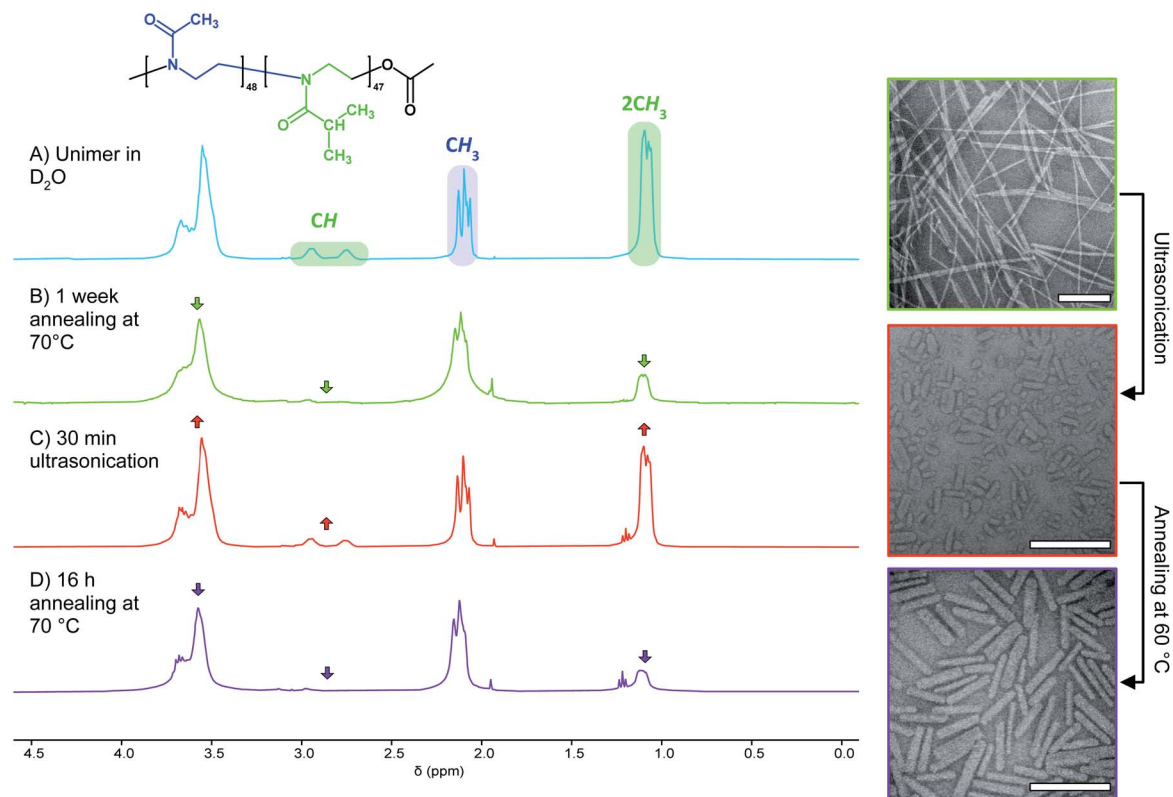 O
CH₃
N
48
N
47
O
O
O
CH
CH₃
CH₃
A) Unimer in
D₂O
CH
CH₃
2CH₃
B) 1 week
annealing at
70°C
C) 30 min
ultrasonication
D) 16 h
annealing at
70 °C
4.5 4.0 3.5 3.0 2.5 2.0 1.5 1.0 0.5 -0.0
δ (ppm)
Ultrasonication
Annealing at 60 °C